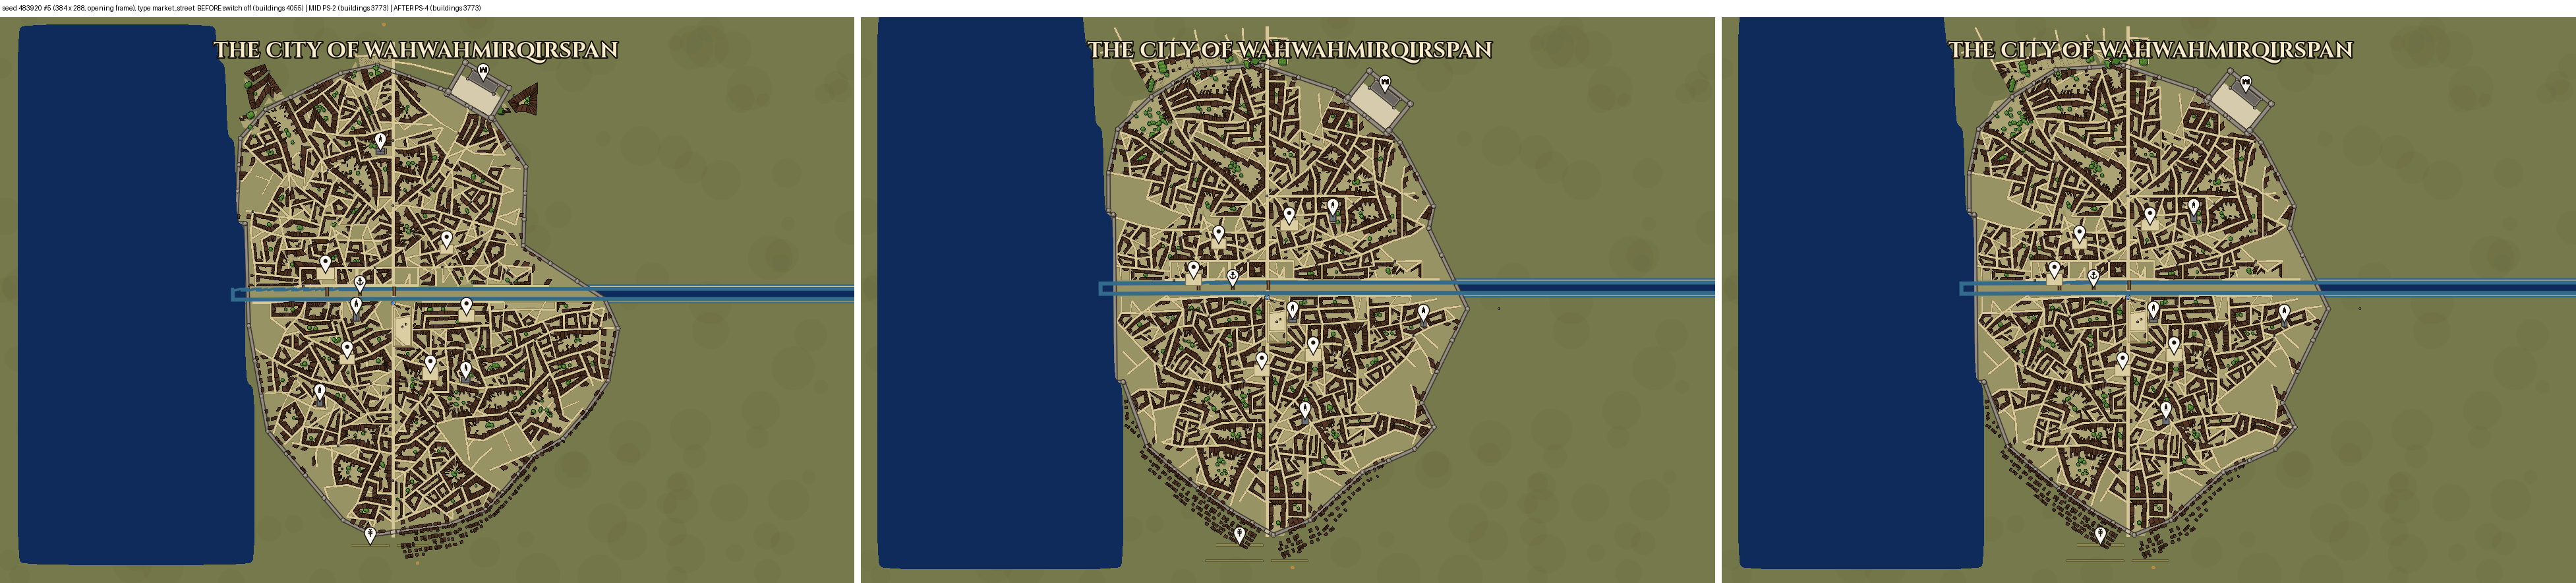 seed 483920 #5 (384 x 288, opening frame), type market_street. BEFORE switch off (buildings 4055) | MID PS-2 (buildings 3773) | AFTER PS-4 (buildings 3773)
THE CITY OF WAHWAHMIRQIRSPAN
THE CITY OF WAHWAHMIRQIRSPAN
THE CITY OF WAHWAHMIRQIRSPAN